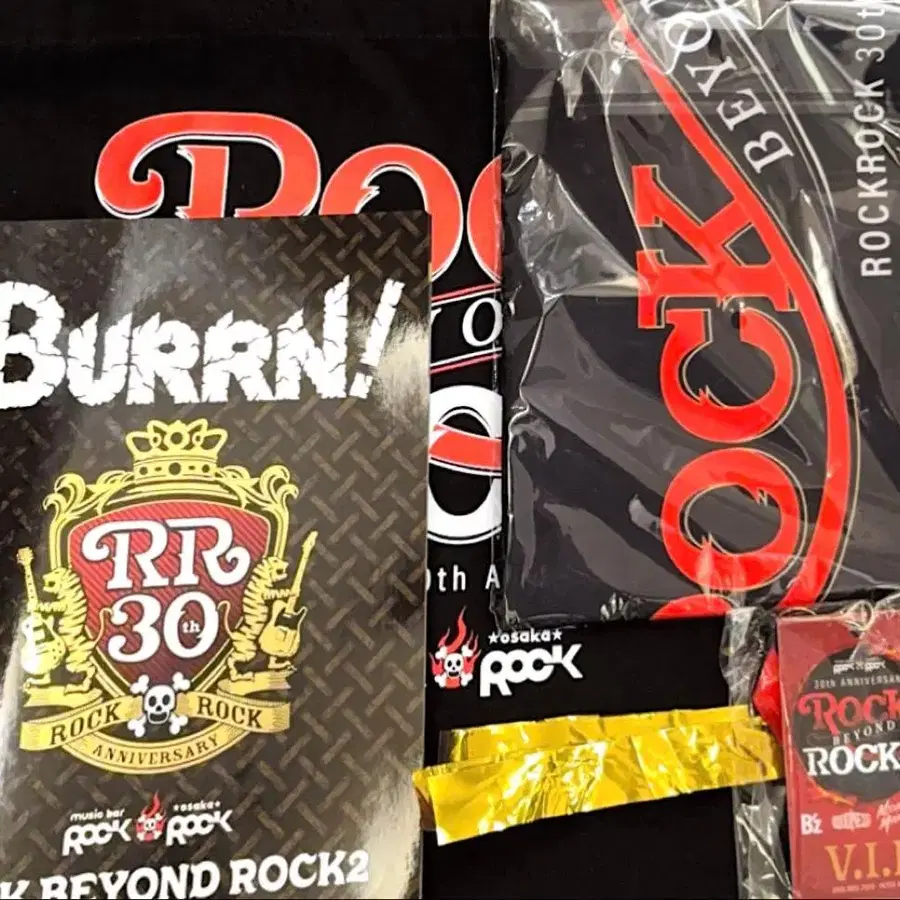 BURRN!
RR
30th
ROCK ROCK
ANNIVERSARY
music bar ★osaka★
ROCK ROCK
K BEYOND ROCK2
★osaka★
ROCK
ROCK
BEYO
ROCKROCK 30th
30th ANNIVERSARY
ROCK
BEYOND
ROCK
B'z
V.I.P